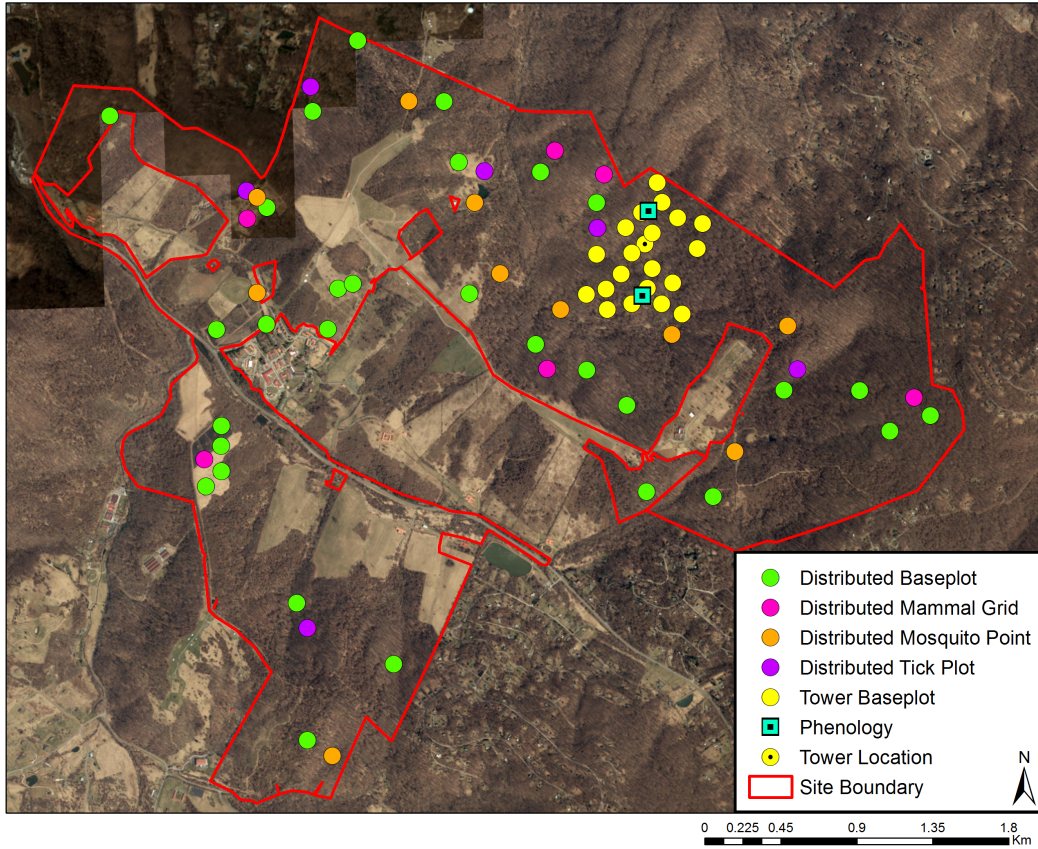 Distributed Baseplot
Distributed Mammal Grid
Distributed Mosquito Point
Distributed Tick Plot
Tower Baseplot
Phenology
Tower Location
Site Boundary
N
0 0.225 0.45 0.9 1.35 1.8
Km